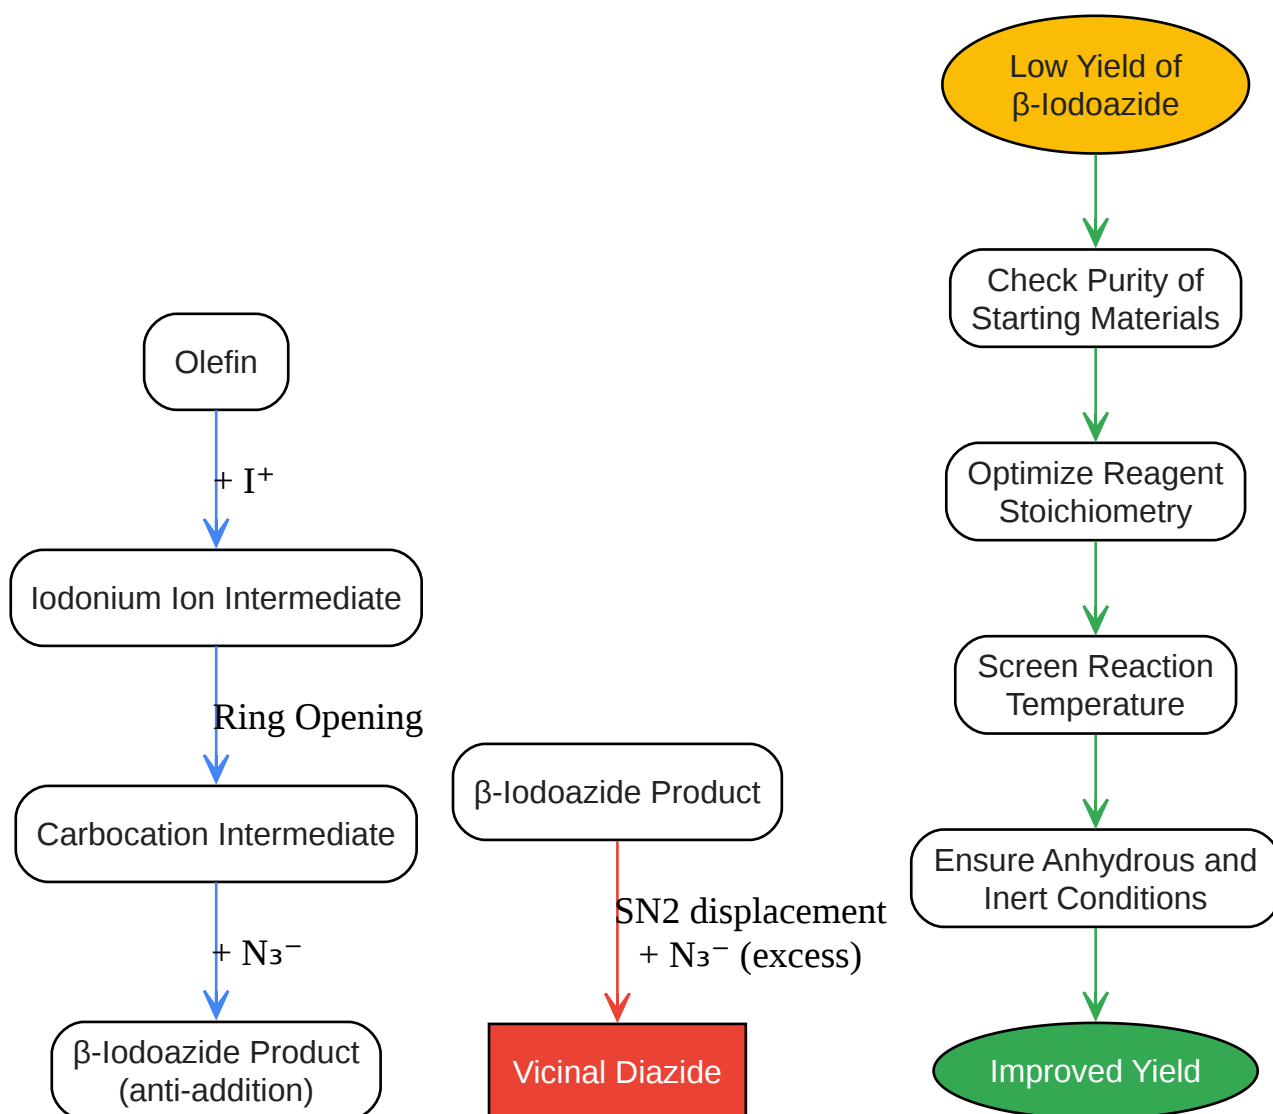 Olefin
+ I⁺
Iodonium Ion Intermediate
Ring Opening
Carbocation Intermediate
+ N₃⁻
β-Iodoazide Product
(anti-addition)
β-Iodoazide Product
SN2 displacement
+ N₃⁻ (excess)
Vicinal Diazide
Low Yield of
β-Iodoazide
Check Purity of
Starting Materials
Optimize Reagent
Stoichiometry
Screen Reaction
Temperature
Ensure Anhydrous and
Inert Conditions
Improved Yield